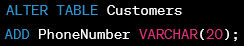 ALTER TABLE Customers
ADD PhoneNumber VARCHAR(20);